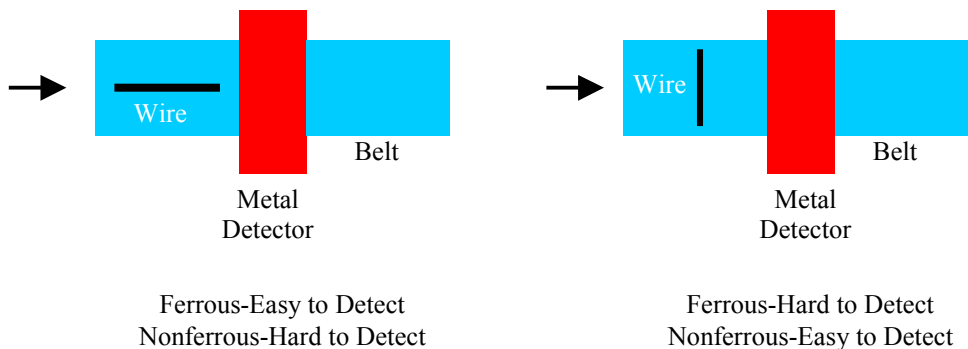 Wire
Belt
Metal
Detector
Ferrous-Easy to Detect
Nonferrous-Hard to Detect
Wire
Belt
Metal
Detector
Ferrous-Hard to Detect
Nonferrous-Easy to Detect